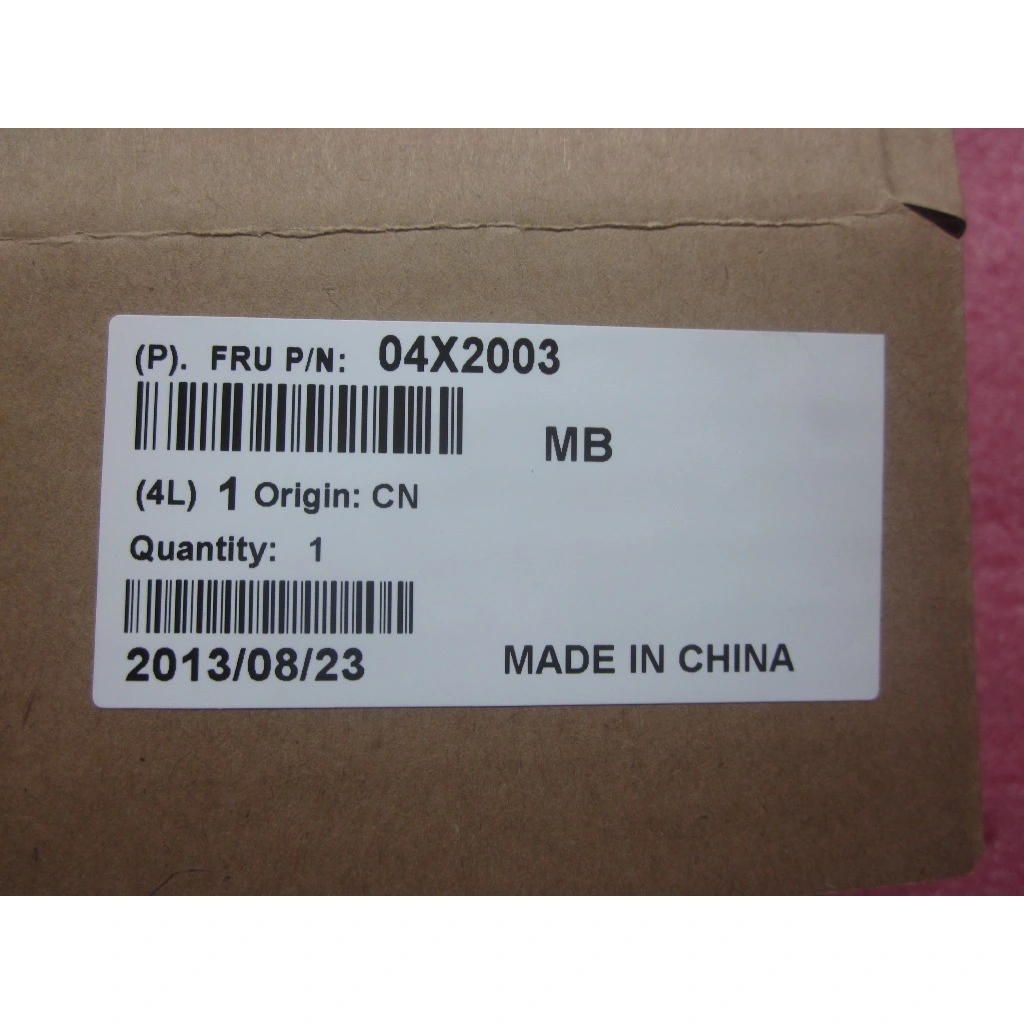 (P). FRU P/N: 04X2003
MB
(4L) 1 Origin: CN
Quantity: 1
2013/08/23 MADE IN CHINA